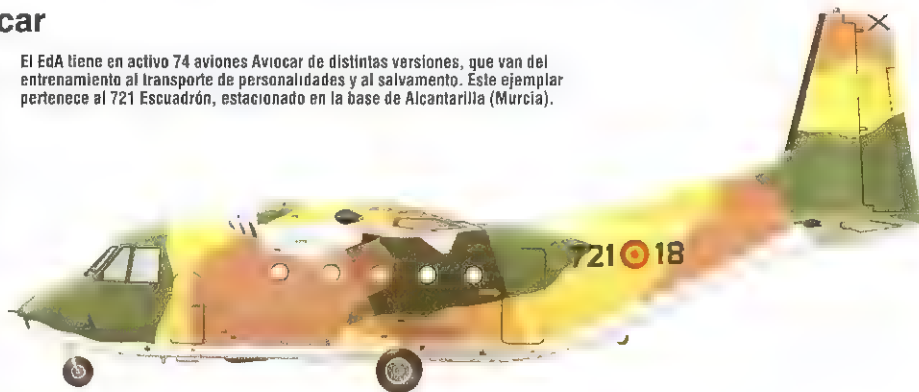 car
El EdA tiene en activo 74 aviones Aviocar de distintas versiones, que van del
entrenamiento al transporte de personalidades y al salvamento. Este ejemplar
pertenece al 721 Escuadrón, estacionado en la base de Alcantarilla (Murcia).
721 18